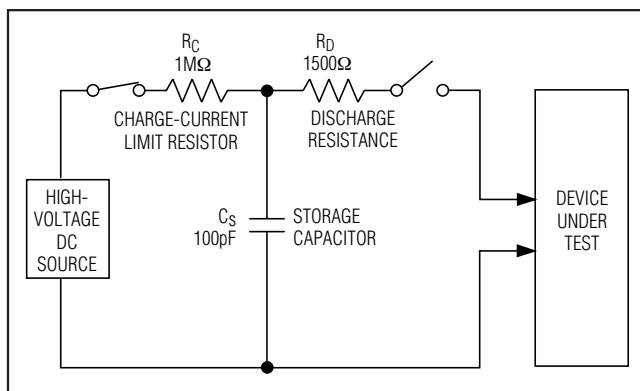 R_C
1MΩ
CHARGE-CURRENT
LIMIT RESISTOR
R_D
1500Ω
DISCHARGE
RESISTANCE
HIGH-
VOLTAGE
DC
SOURCE
C_S
100pF
STORAGE
CAPACITOR
DEVICE
UNDER
TEST